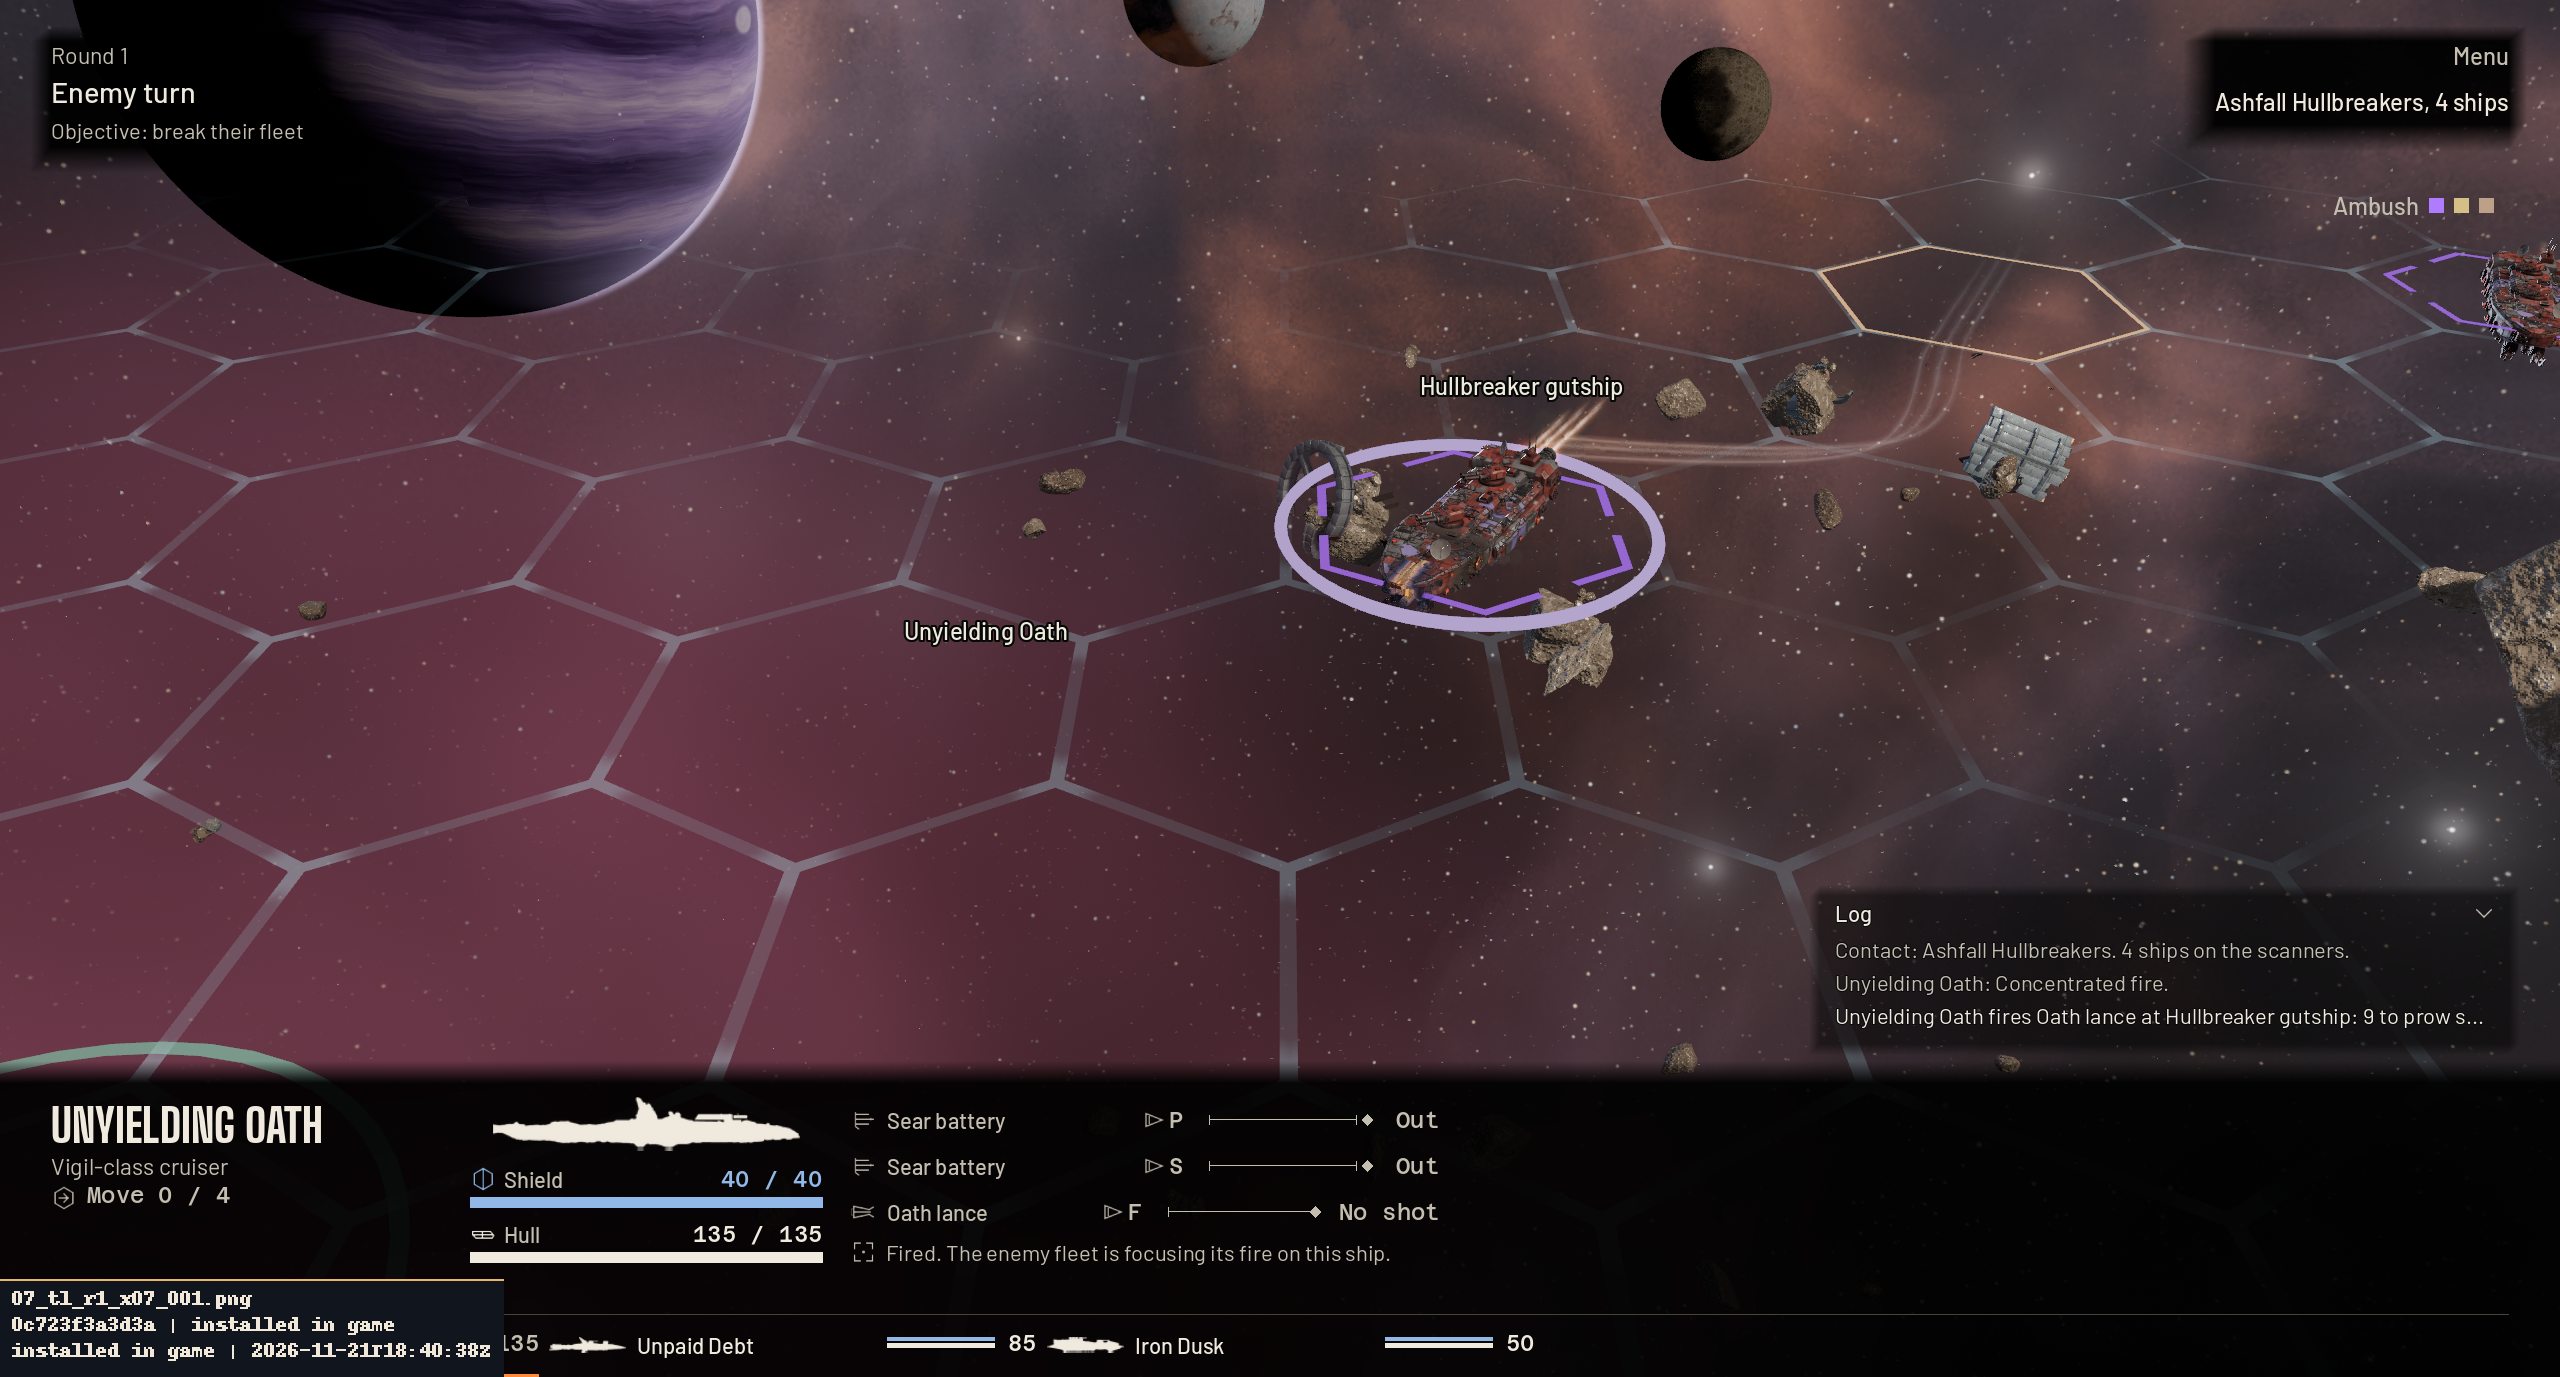 Round 1
Enemy turn
Objective: break their fleet
Menu
Ashfall Hullbreakers, 4 ships
Ambush
Hullbreaker gutship
Unyielding Oath
Log
Contact: Ashfall Hullbreakers. 4 ships on the scanners.
Unyielding Oath: Concentrated fire.
Unyielding Oath fires Oath lance at Hullbreaker gutship: 9 to prow s...
UNYIELDING OATH
Vigil-class cruiser
Move 0 / 4
Shield 40 / 40
Hull 135 / 135
Sear battery P Out
Sear battery S Out
Oath lance F No shot
Fired. The enemy fleet is focusing its fire on this ship.
07_tl_r1_x07_001.png
0c723f3a3d3a | installed in game
installed in game | 2026-11-21r18:40:38z
135 Unpaid Debt 85 Iron Dusk 50